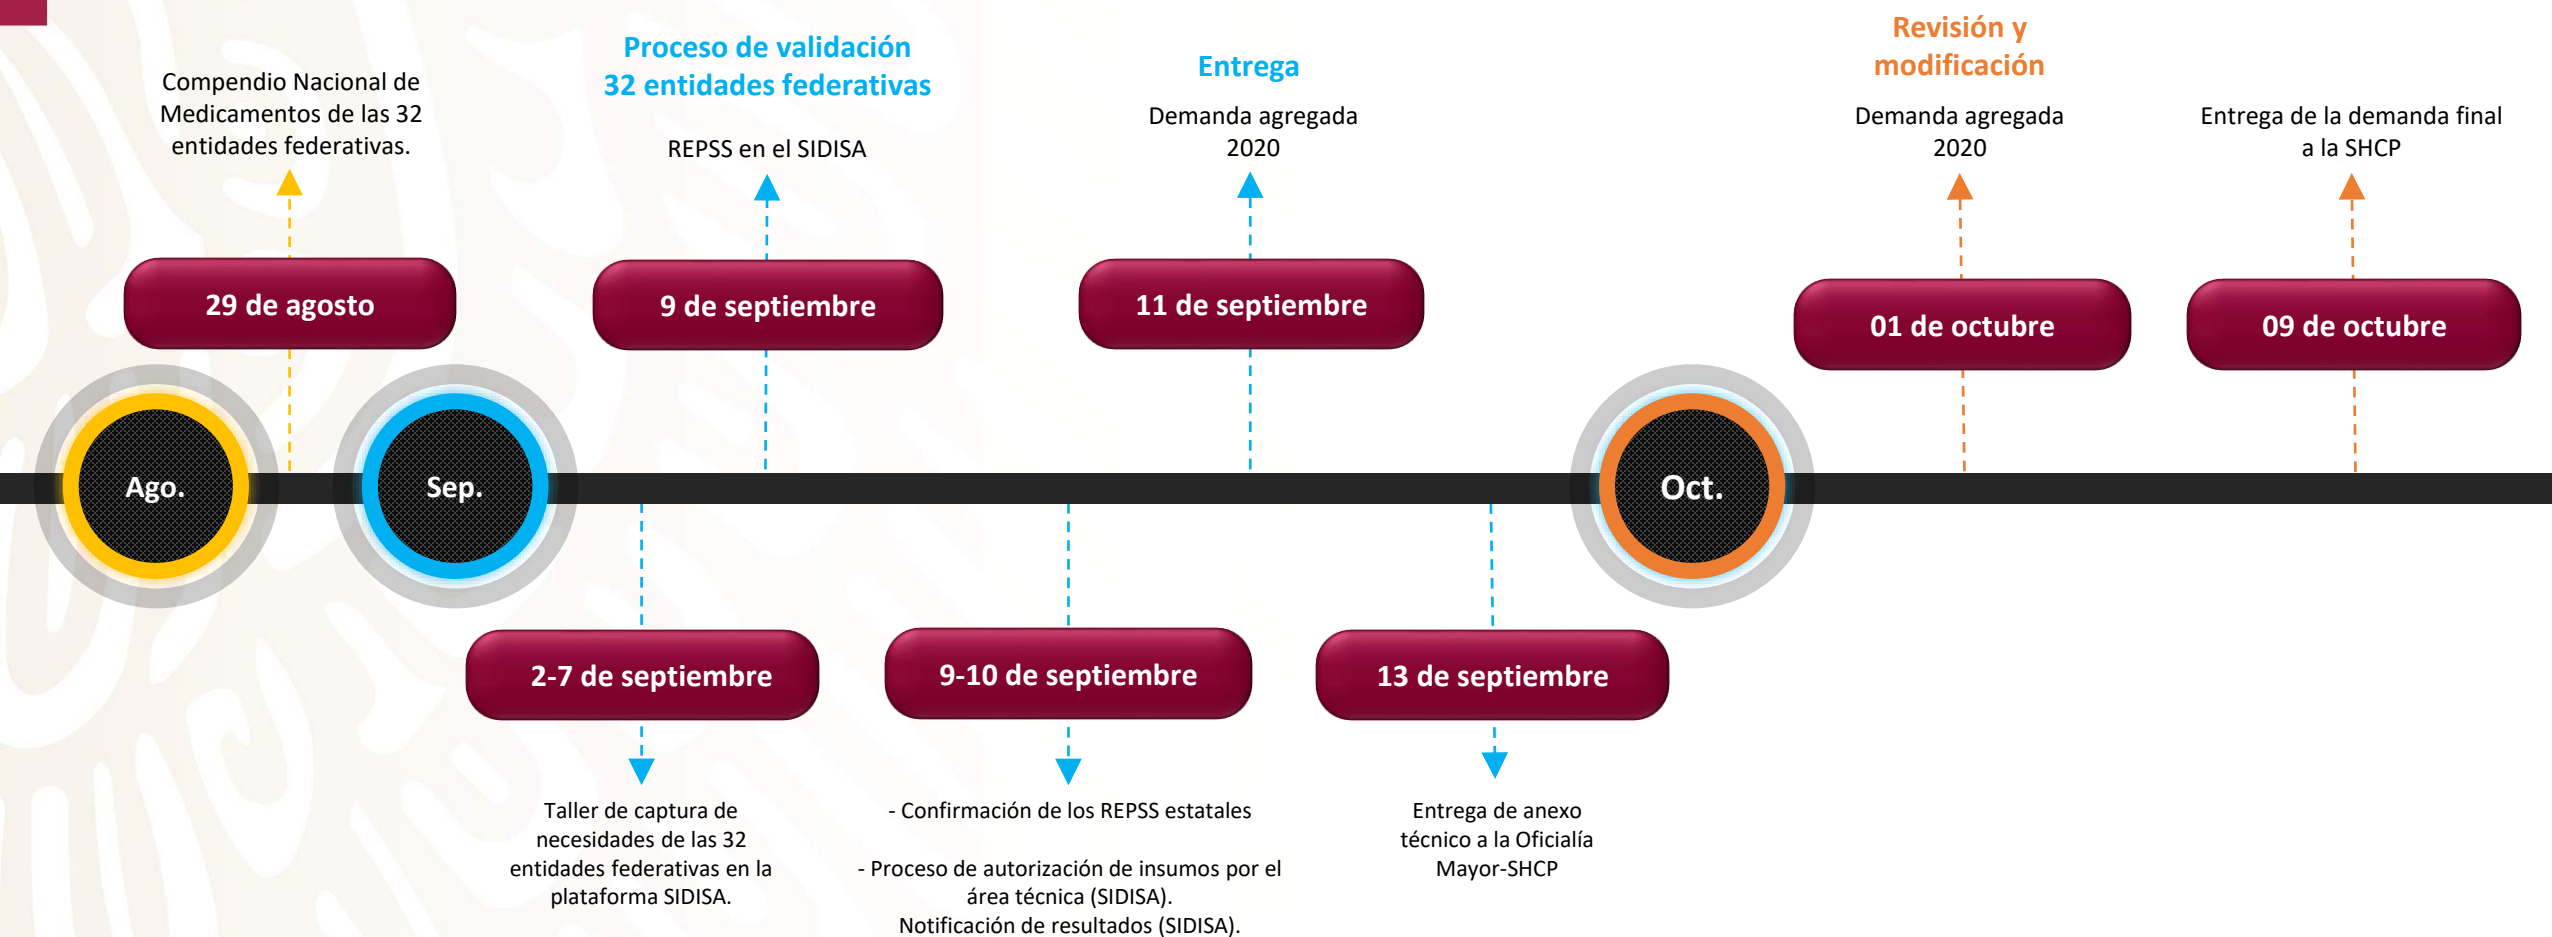 Compendio Nacional de
Medicamentos de las 32
entidades federativas.
29 de agosto
Proceso de validación
32 entidades federativas
REPSS en el SIDISA
9 de septiembre
Entrega
Demanda agregada
2020
11 de septiembre
Revisión y
modificación
Demanda agregada
2020
01 de octubre
Entrega de la demanda final
a la SHCP
09 de octubre
Ago.
Sep.
Oct.
2-7 de septiembre
Taller de captura de
necesidades de las 32
entidades federativas en la
plataforma SIDISA.
9-10 de septiembre
- Confirmación de los REPSS estatales
- Proceso de autorización de insumos por el
área técnica (SIDISA).
Notificación de resultados (SIDISA).
13 de septiembre
Entrega de anexo
técnico a la Oficialía
Mayor-SHCP